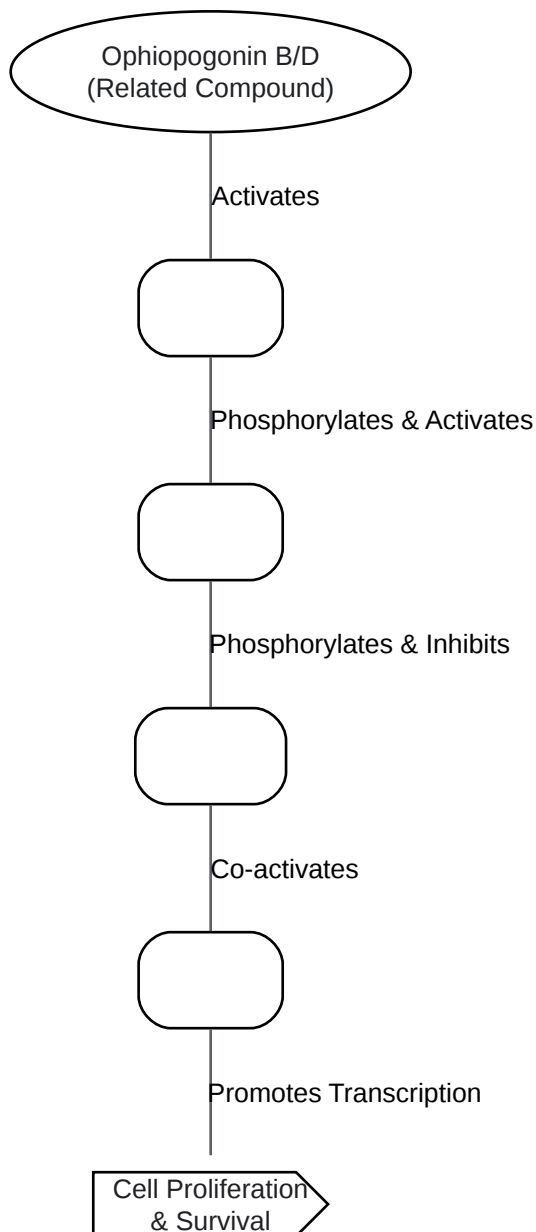 Ophiopogonin B/D
(Related Compound)
Activates
Phosphorylates & Activates
Phosphorylates & Inhibits
Co-activates
Promotes Transcription
Cell Proliferation
& Survival